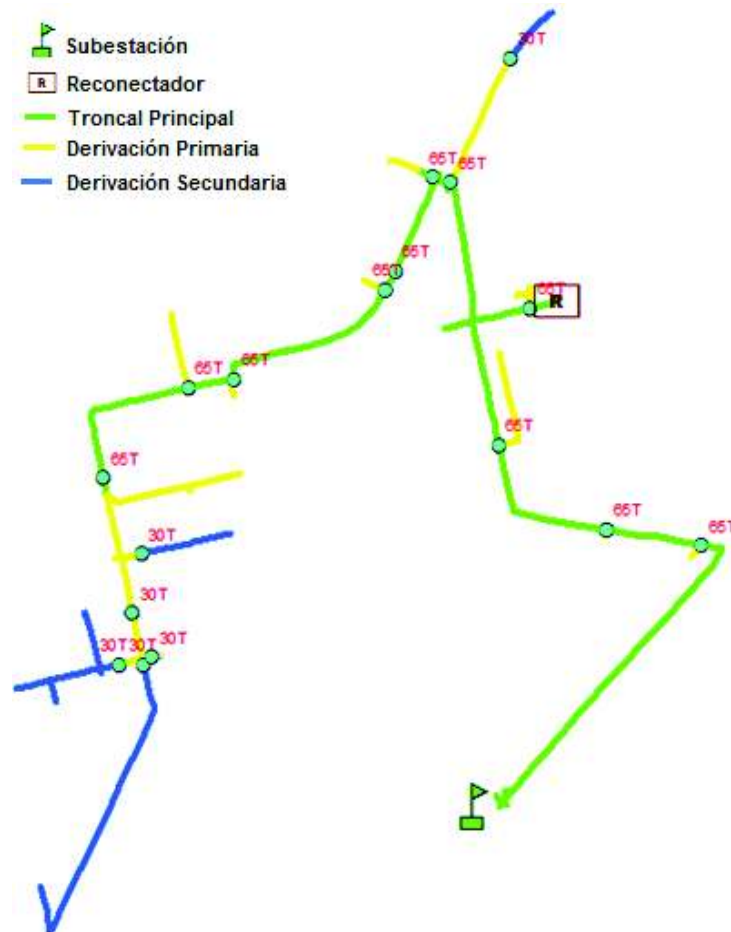 Subestación
R Reconectador
Troncal Principal
Derivación Primaria
Derivación Secundaria
30T
65T 65T
65T
65T
65T
R
65T 65T
65T
65T
65T
65T
30T
30T
30T 30T 30T